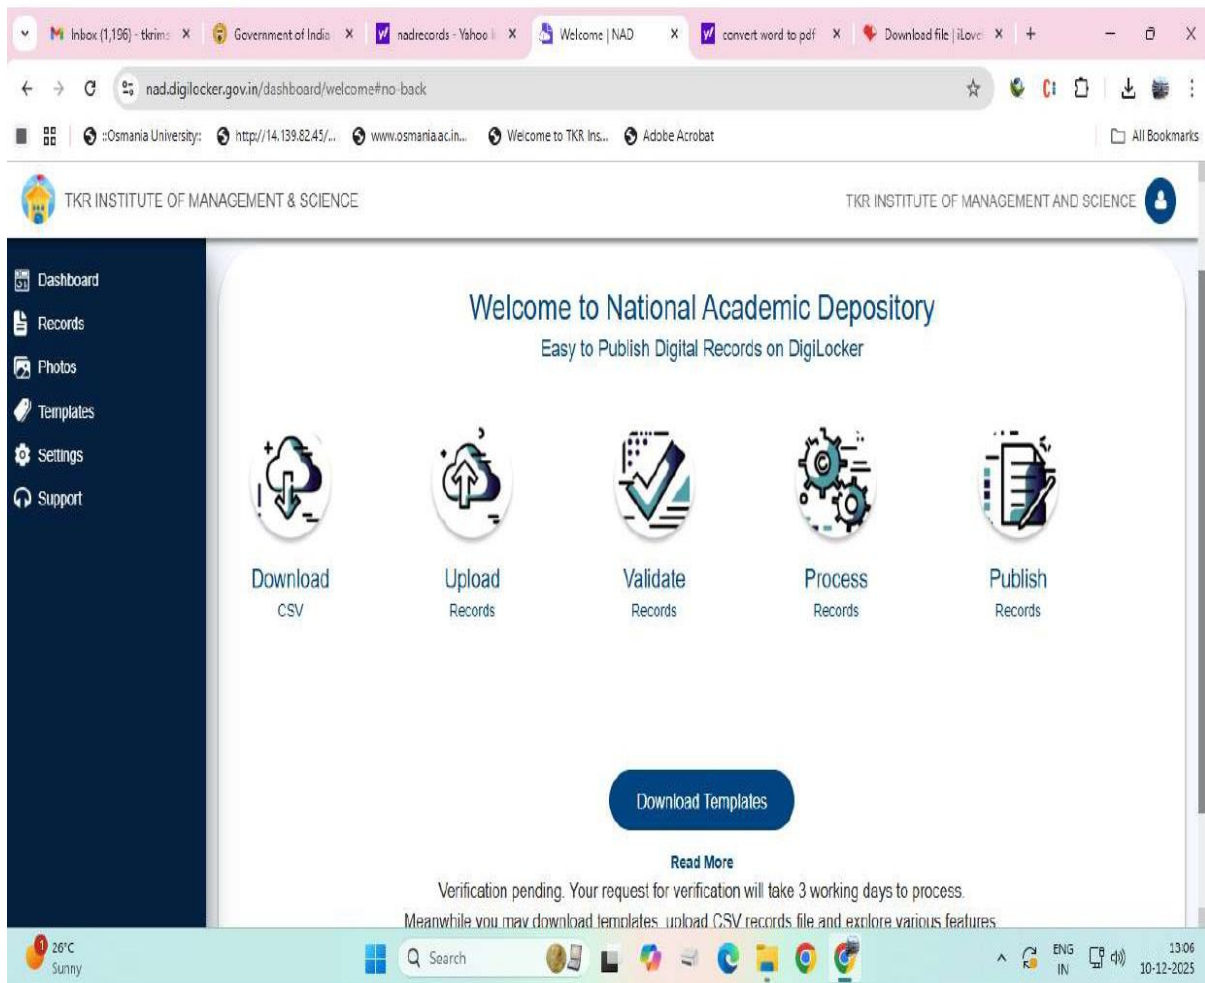 Inbox (1,196) - tkrims
Government of India
nadrecords - Yahoo
Welcome | NAD
convert word to pdf
Download file | iLove
nad.digilocker.gov.in/dashboard/welcome#no-back
::Osmania University::
http://14.139.82.45/...
www.osmania.ac.in...
Welcome to TKR Ins...
Adobe Acrobat
All Bookmarks
TKR INSTITUTE OF MANAGEMENT & SCIENCE
TKR INSTITUTE OF MANAGEMENT AND SCIENCE
Dashboard
Records
Photos
Templates
Settings
Support
Welcome to National Academic Depository
Easy to Publish Digital Records on DigiLocker
Download
CSV
Upload
Records
Validate
Records
Process
Records
Publish
Records
Download Templates
Read More
Verification pending. Your request for verification will take 3 working days to process.
Meanwhile you may download templates, upload CSV records file and explore various features
1
26°C
Sunny
Search
ENG
IN
13:06
10-12-2025